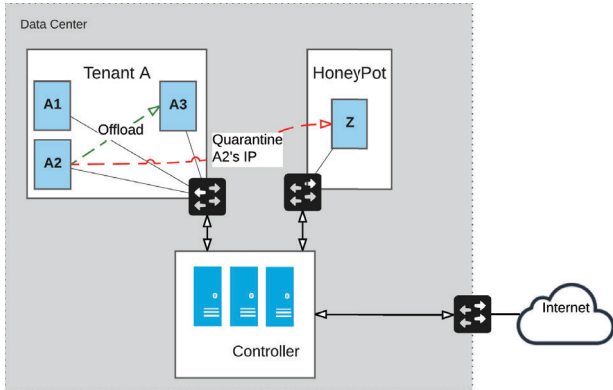 Data Center
Tenant A
HoneyPot
A1
A3
Offload
Z
A2
Quarantine
A2's IP
Controller
Internet